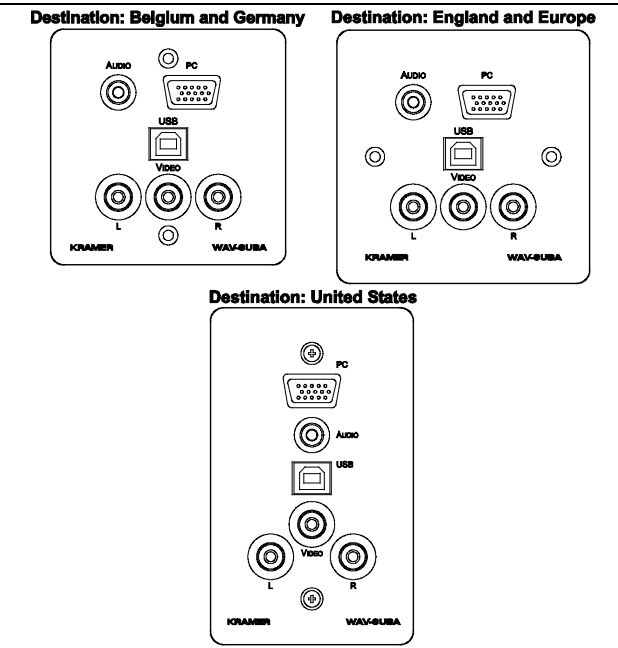 Destination: Belgium and Germany
AUDIO PC
USB
VIDEO
L R
KRAMER WAV-SUBA
Destination: England and Europe
AUDIO PC
USB
VIDEO
L R
KRAMER WAV-SUBA
Destination: United States
PC
AUDIO
USB
VIDEO
L R
KRAMER WAV-SUBA